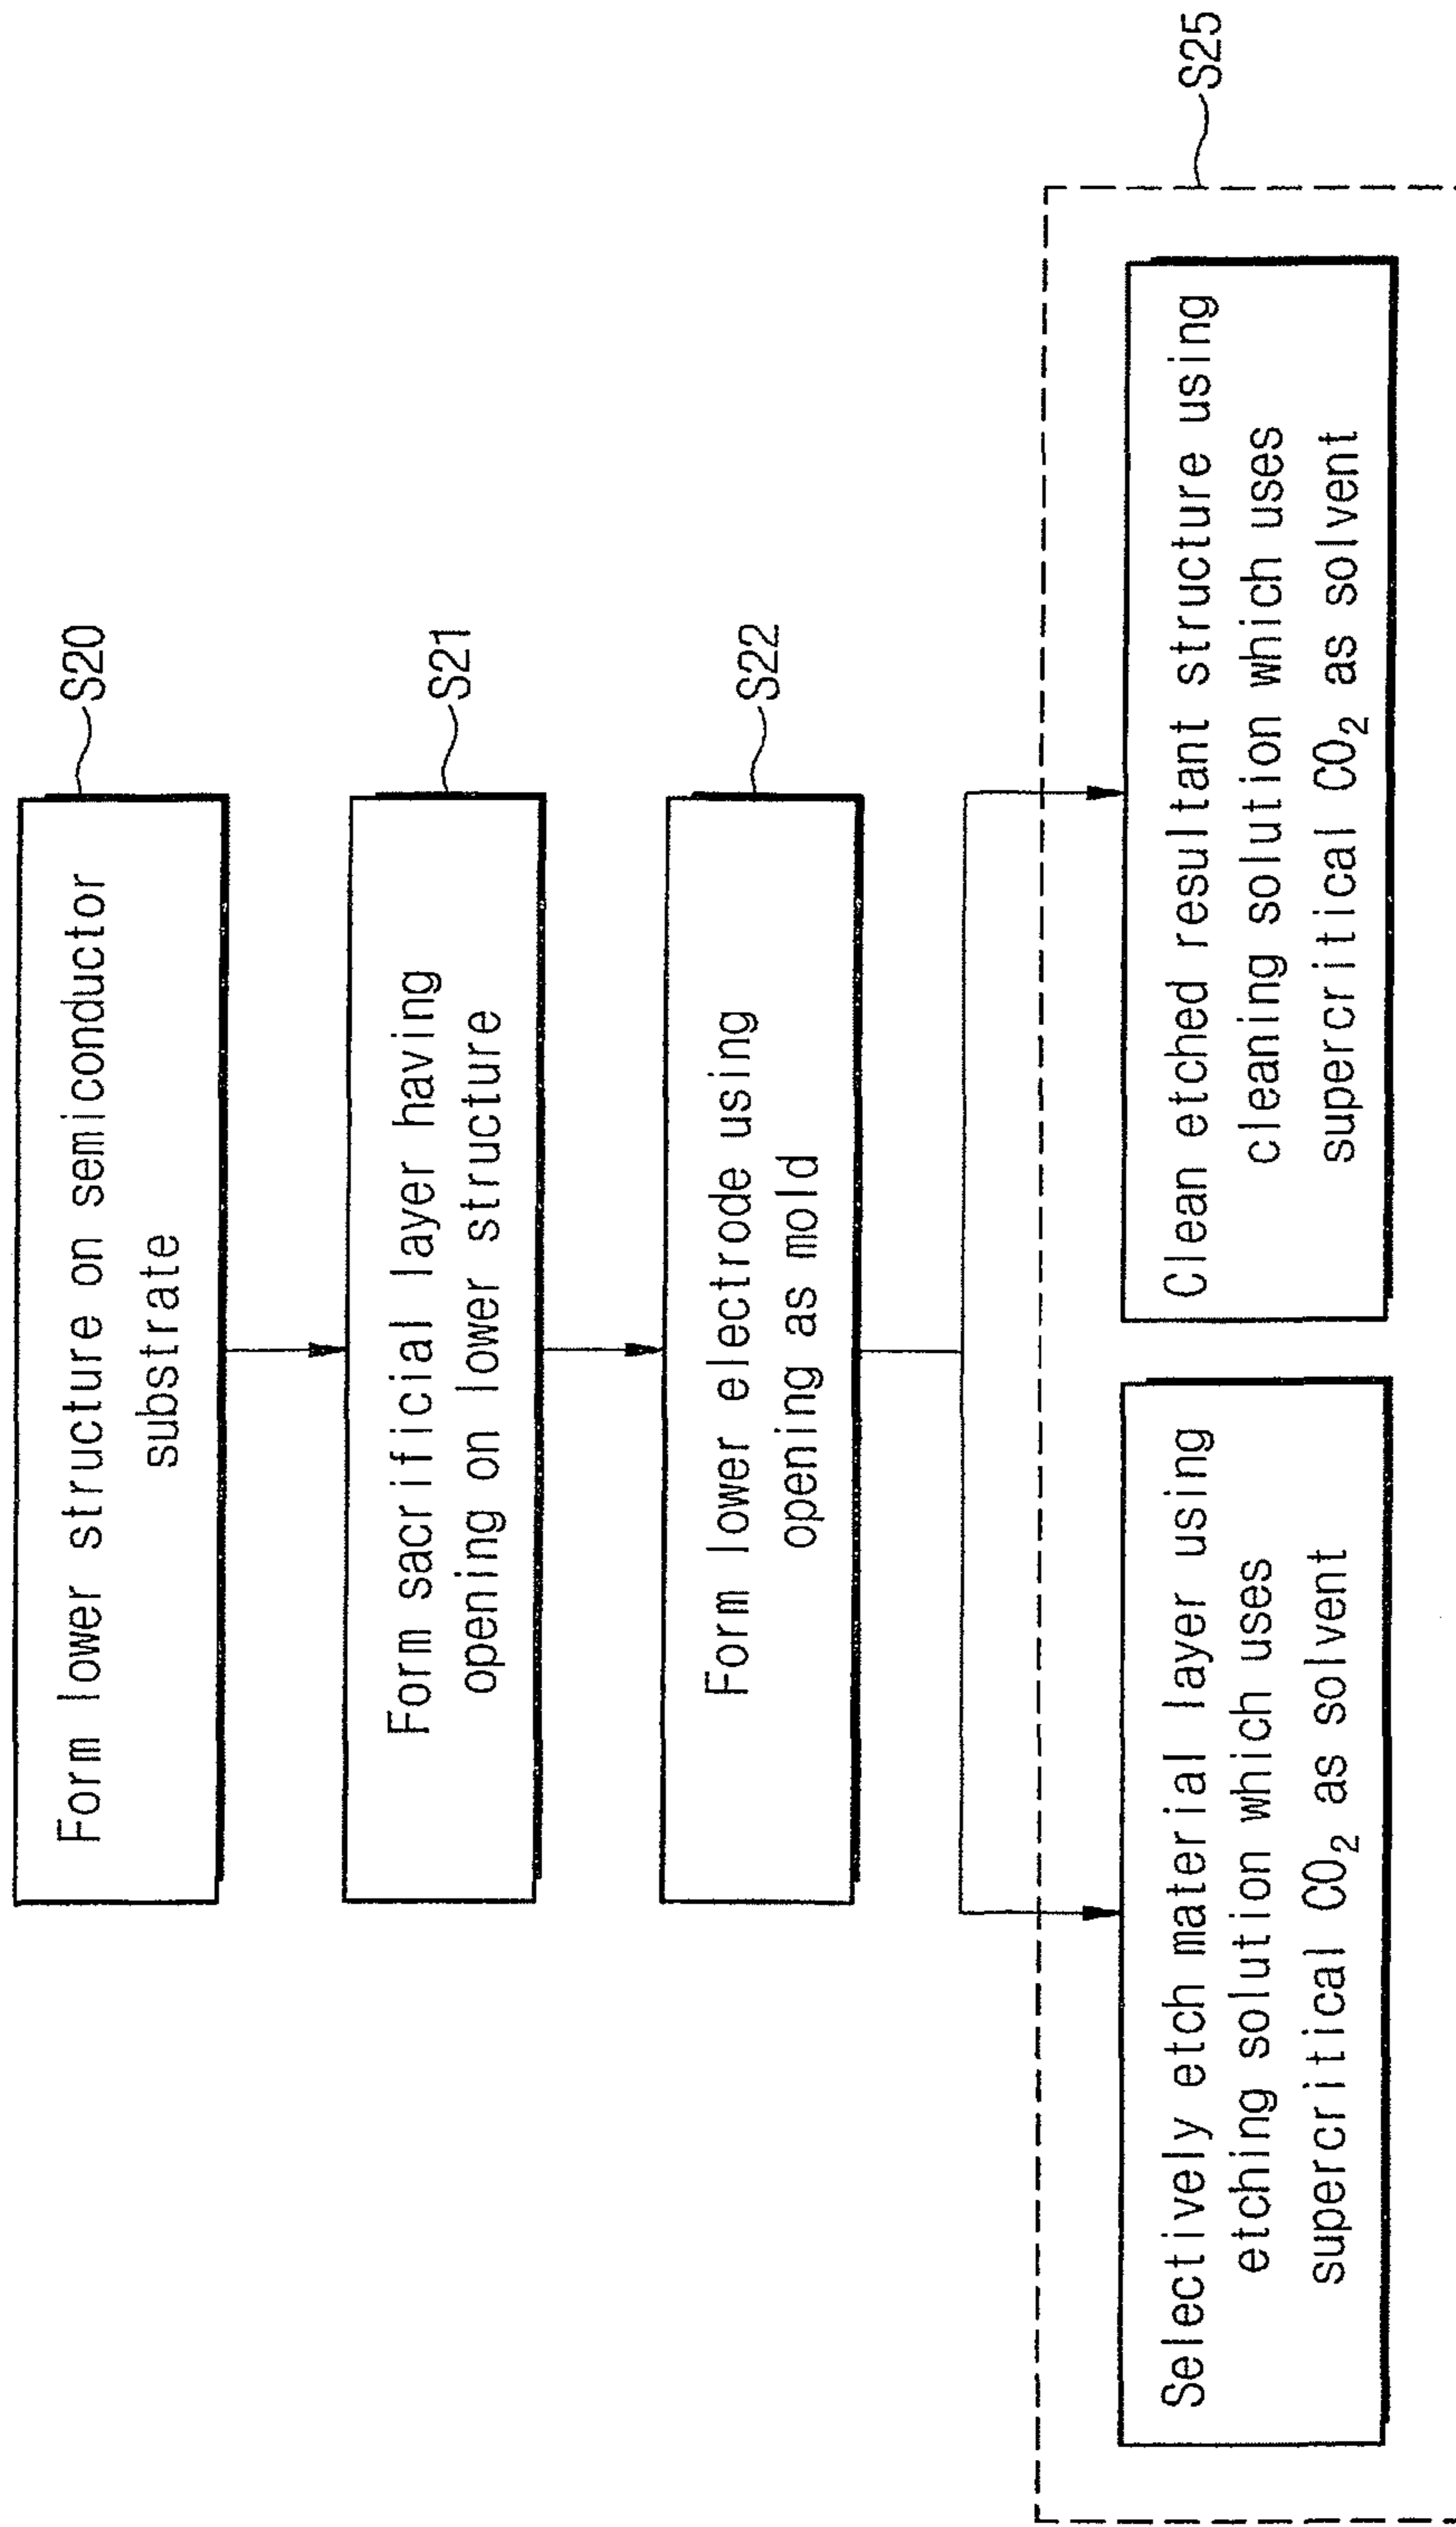 Form lower structure on semiconductor
substrate
S20
Form sacrificial layer having
opening on lower structure
S21
Form lower electrode using
opening as mold
S22
S25
Selectively etch material layer using
etching solution which uses
supercritical CO₂ as solvent
Clean etched resultant structure using
cleaning solution which uses
supercritical CO₂ as solvent